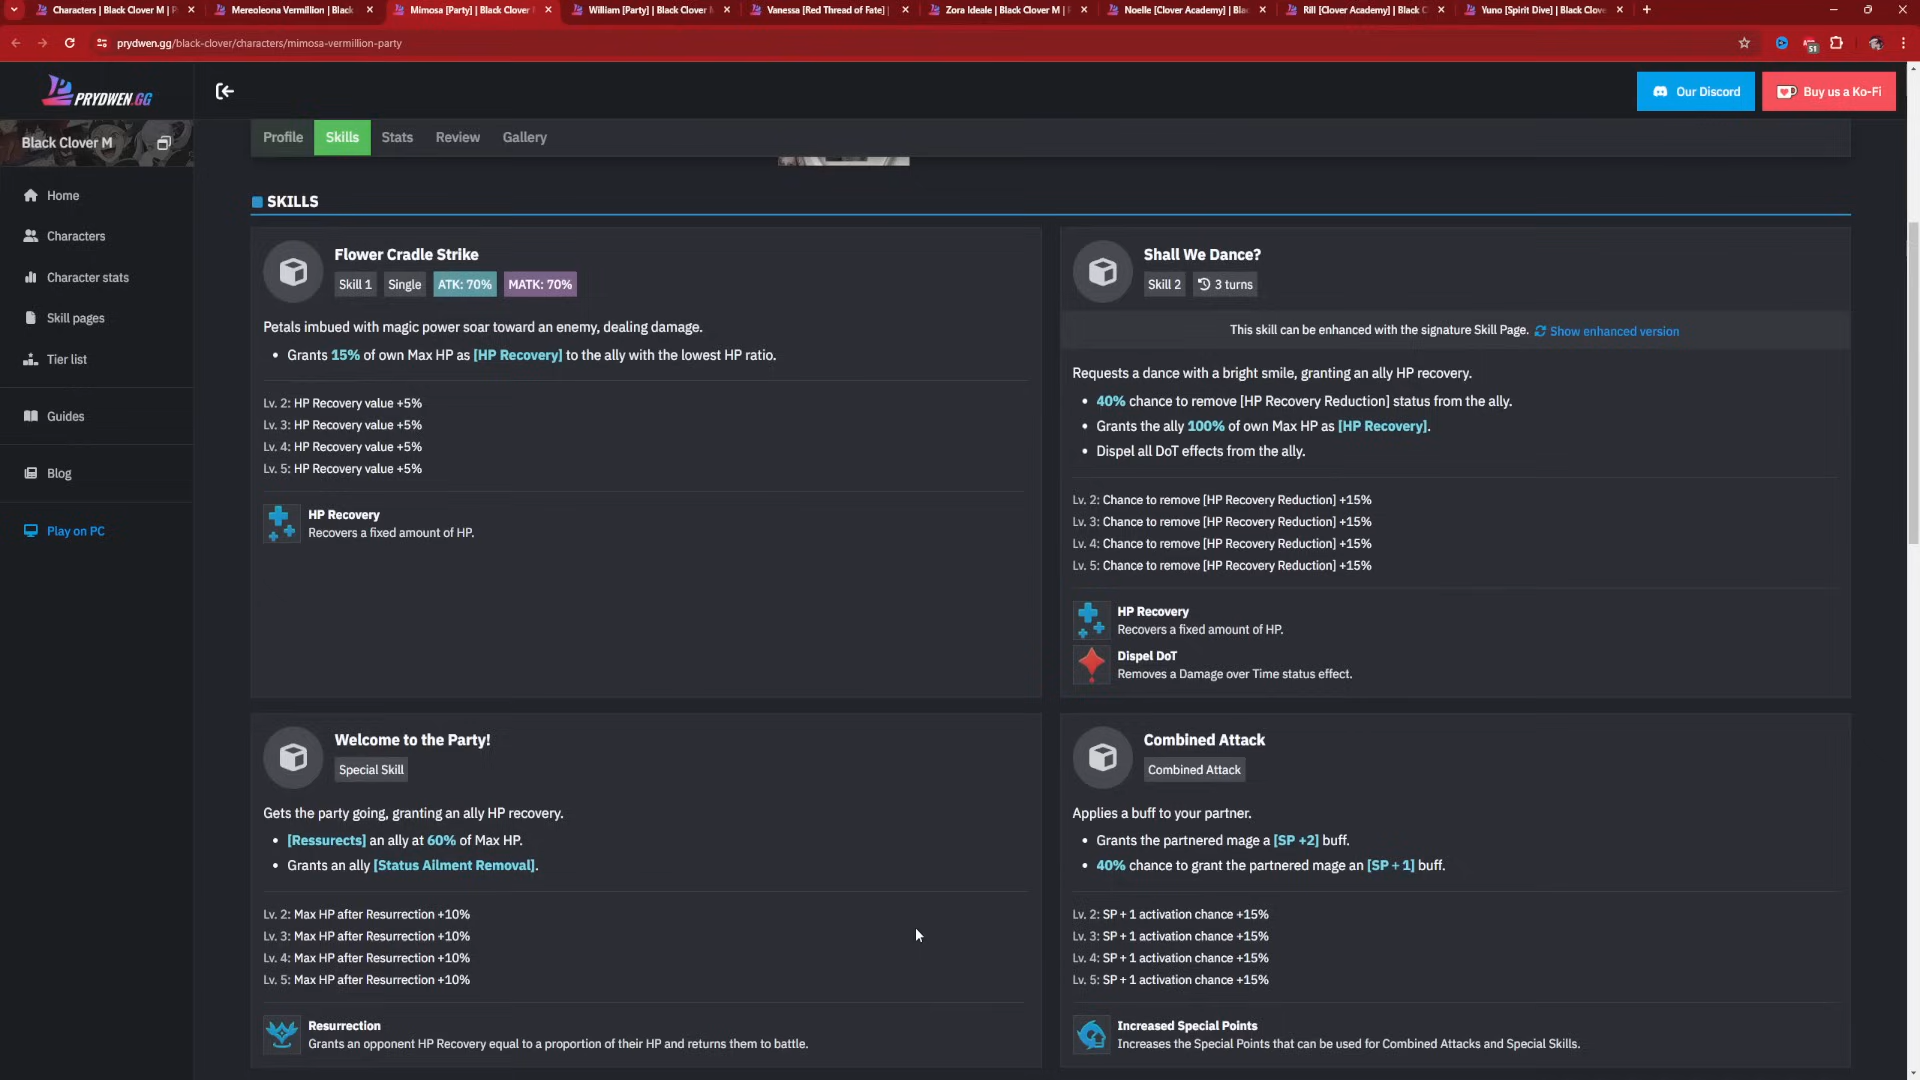 Characters | Black Clover M | P
Mereoleona Vermillion | Black
Mimosa [Party] | Black Clover
William [Party] | Black Clover
Vanessa [Red Thread of Fate] |
Zora Ideale | Black Clover M |
Noelle [Clover Academy] | Bla
Rill [Clover Academy] | Black C
Yuno [Spirit Dive] | Black Clove
prydwen.gg/black-clover/characters/mimosa-vermillion-party
51
PRYDWEN.GG
Our Discord
Buy us a Ko-Fi
Black Clover M
Profile
Skills
Stats
Review
Gallery
Home
Characters
Character stats
Skill pages
Tier list
Guides
Blog
Play on PC
SKILLS
Flower Cradle Strike
Skill 1
Single
ATK: 70%
MATK: 70%
Petals imbued with magic power soar toward an enemy, dealing damage.
• Grants 15% of own Max HP as [HP Recovery] to the ally with the lowest HP ratio.
Lv. 2: HP Recovery value +5%
Lv. 3: HP Recovery value +5%
Lv. 4: HP Recovery value +5%
Lv. 5: HP Recovery value +5%
HP Recovery
Recovers a fixed amount of HP.
Shall We Dance?
Skill 2
3 turns
This skill can be enhanced with the signature Skill Page. Show enhanced version
Requests a dance with a bright smile, granting an ally HP recovery.
• 40% chance to remove [HP Recovery Reduction] status from the ally.
• Grants the ally 100% of own Max HP as [HP Recovery].
• Dispel all DoT effects from the ally.
Lv. 2: Chance to remove [HP Recovery Reduction] +15%
Lv. 3: Chance to remove [HP Recovery Reduction] +15%
Lv. 4: Chance to remove [HP Recovery Reduction] +15%
Lv. 5: Chance to remove [HP Recovery Reduction] +15%
HP Recovery
Recovers a fixed amount of HP.
Dispel DoT
Removes a Damage over Time status effect.
Welcome to the Party!
Special Skill
Gets the party going, granting an ally HP recovery.
• [Ressurects] an ally at 60% of Max HP.
• Grants an ally [Status Ailment Removal].
Lv. 2: Max HP after Resurrection +10%
Lv. 3: Max HP after Resurrection +10%
Lv. 4: Max HP after Resurrection +10%
Lv. 5: Max HP after Resurrection +10%
Resurrection
Grants an opponent HP Recovery equal to a proportion of their HP and returns them to battle.
Combined Attack
Combined Attack
Applies a buff to your partner.
• Grants the partnered mage a [SP +2] buff.
• 40% chance to grant the partnered mage an [SP + 1] buff.
Lv. 2: SP + 1 activation chance +15%
Lv. 3: SP + 1 activation chance +15%
Lv. 4: SP + 1 activation chance +15%
Lv. 5: SP + 1 activation chance +15%
Increased Special Points
Increases the Special Points that can be used for Combined Attacks and Special Skills.